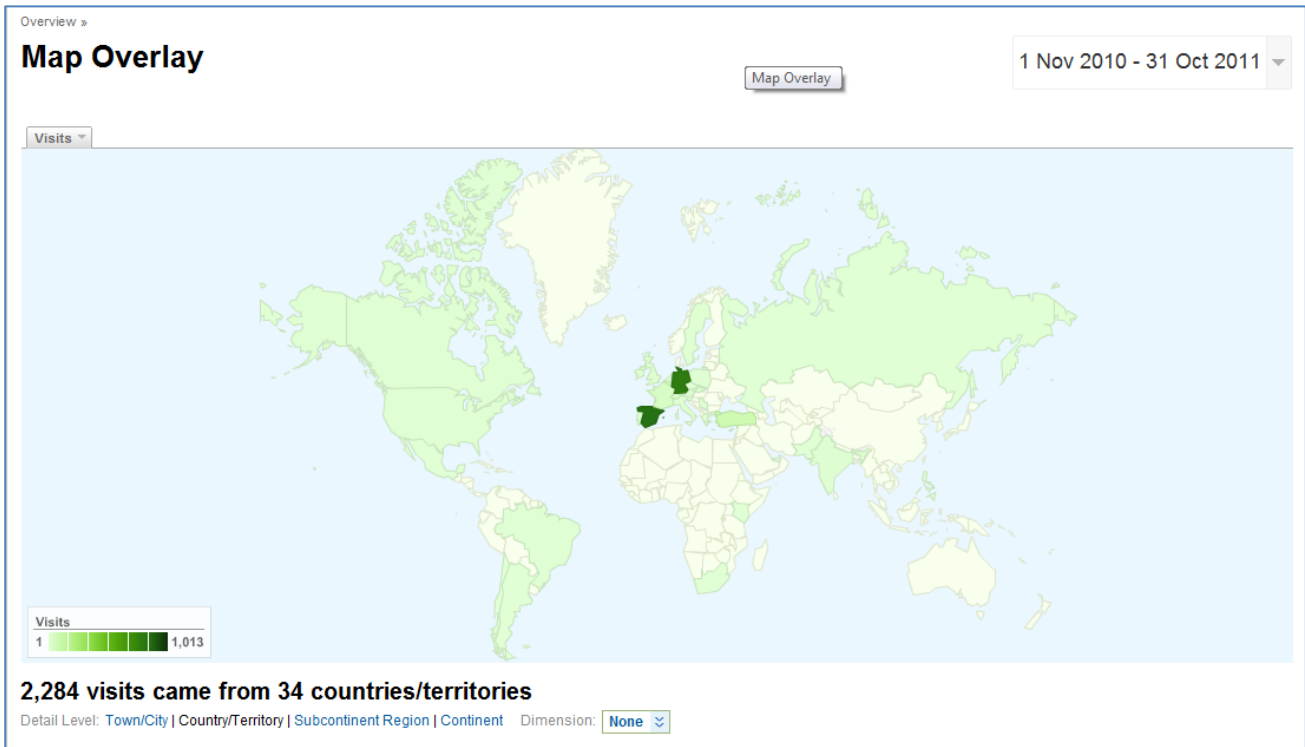 Overview »
Map Overlay
1 Nov 2010 - 31 Oct 2011
Map Overlay
Visits
Visits
1 1,013
2,284 visits came from 34 countries/territories
Detail Level: Town/City | Country/Territory | Subcontinent Region | Continent Dimension: None